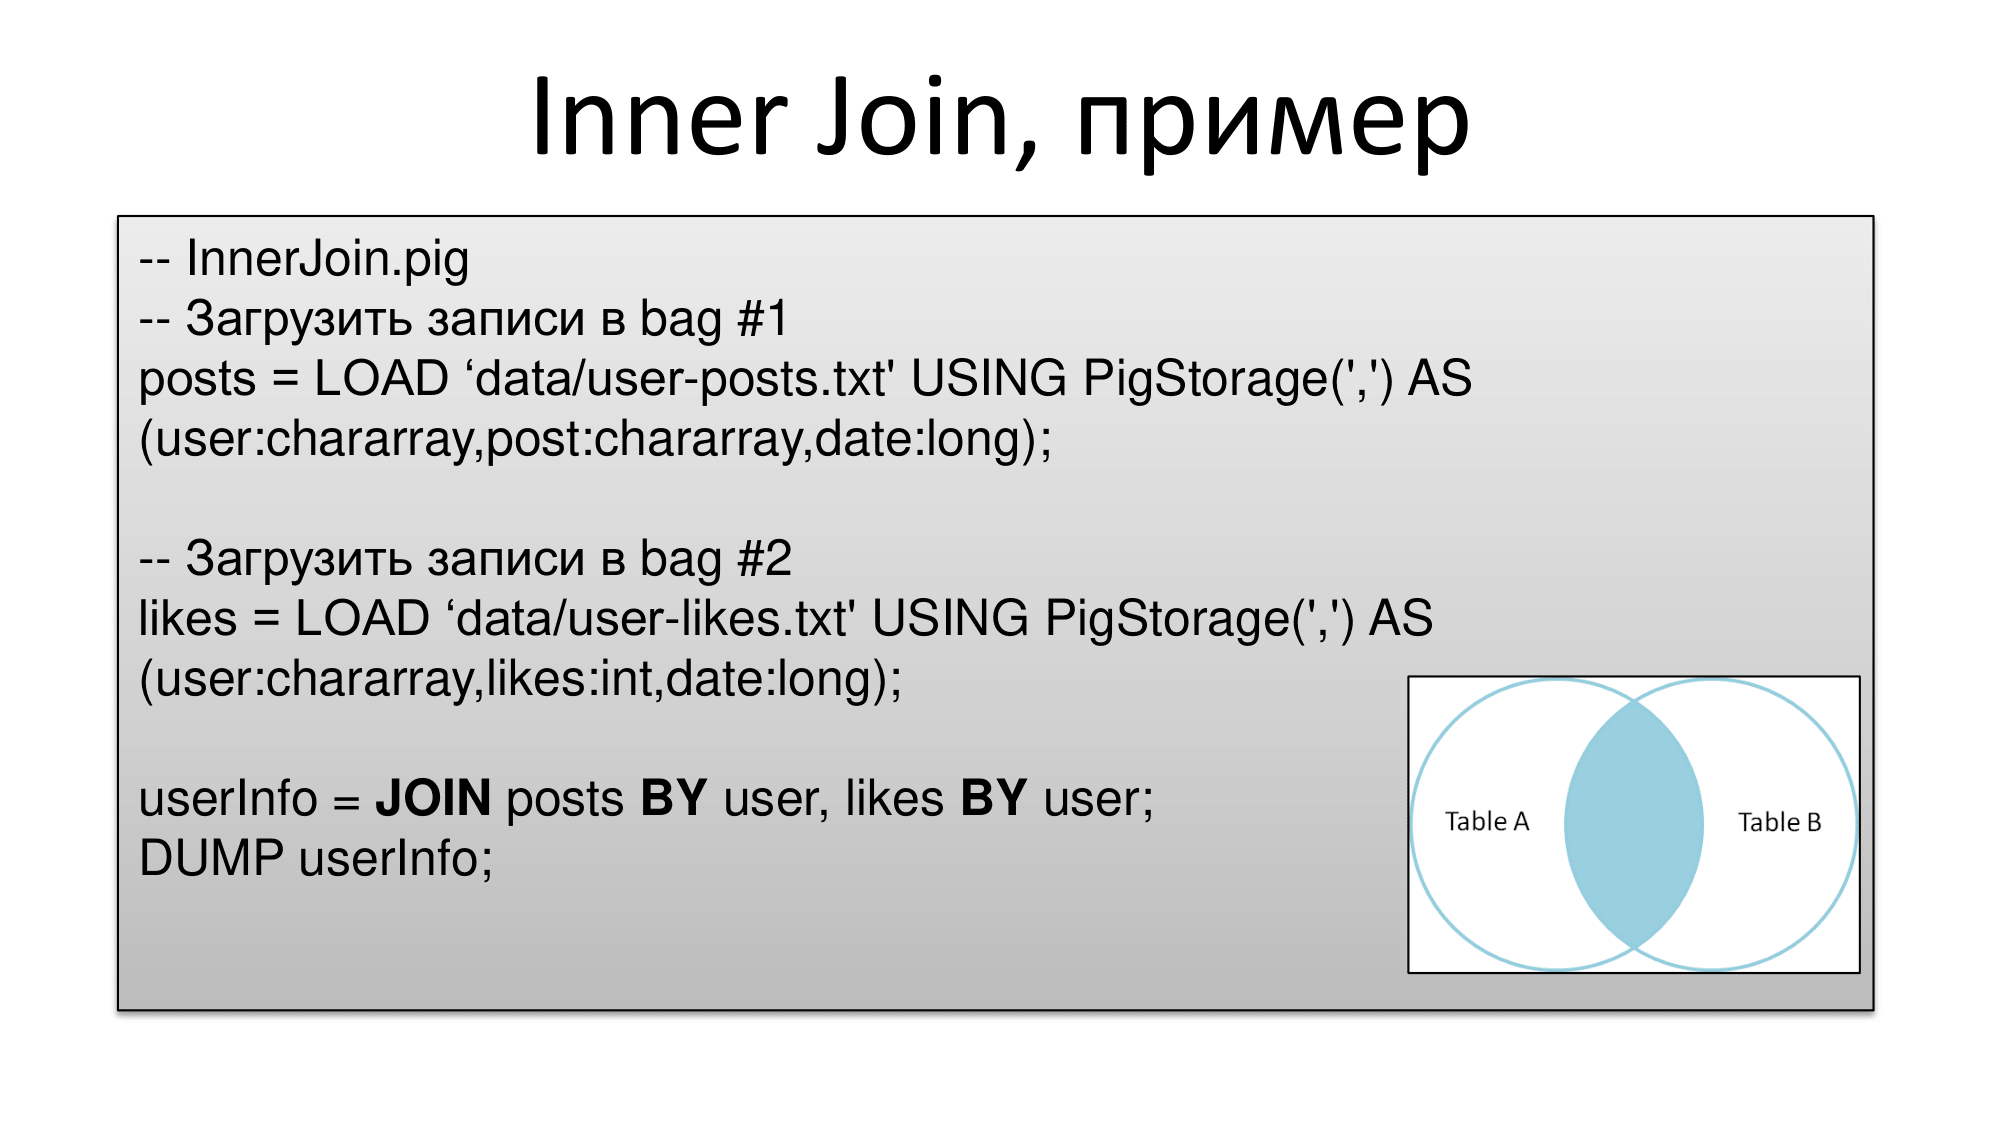 Inner Join, пример
-- InnerJoin.pig
-- Загрузить записи в bag #1
posts = LOAD ‘data/user-posts.txt' USING PigStorage(',') AS
(user:chararray,post:chararray,date:long);
-- Загрузить записи в bag #2
likes = LOAD ‘data/user-likes.txt' USING PigStorage(',') AS
(user:chararray,likes:int,date:long);
userInfo = JOIN posts BY user, likes BY user;
DUMP userInfo;
Table A
Table B